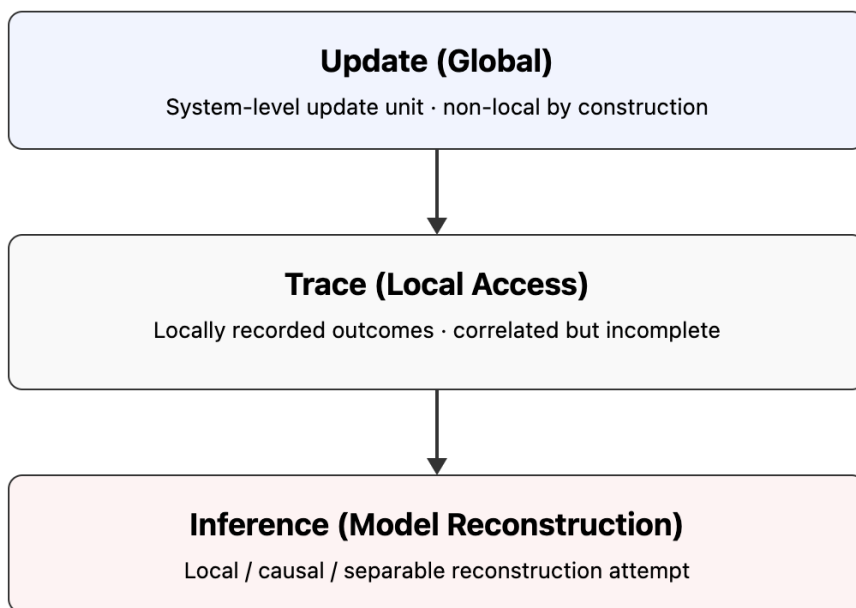 Update (Global)
System-level update unit · non-local by construction
Trace (Local Access)
Locally recorded outcomes · correlated but incomplete
Inference (Model Reconstruction)
Local / causal / separable reconstruction attempt